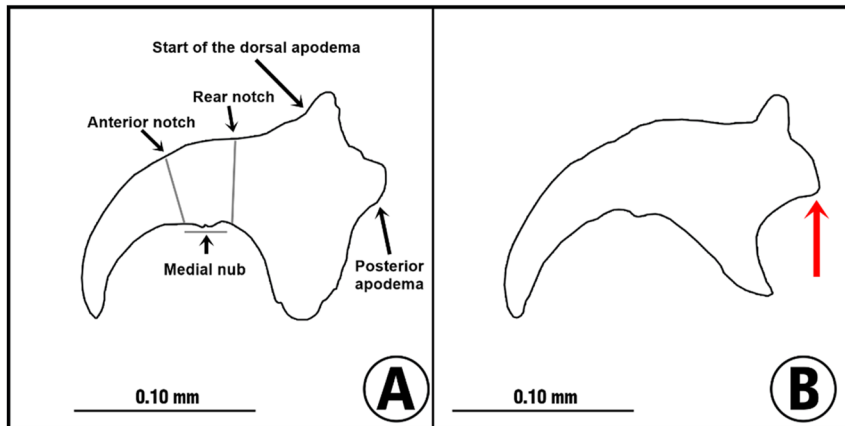 Start of the dorsal apodema
Rear notch
Anterior notch
Medial nub
Posterior
apodema
0.10 mm
A
0.10 mm
B